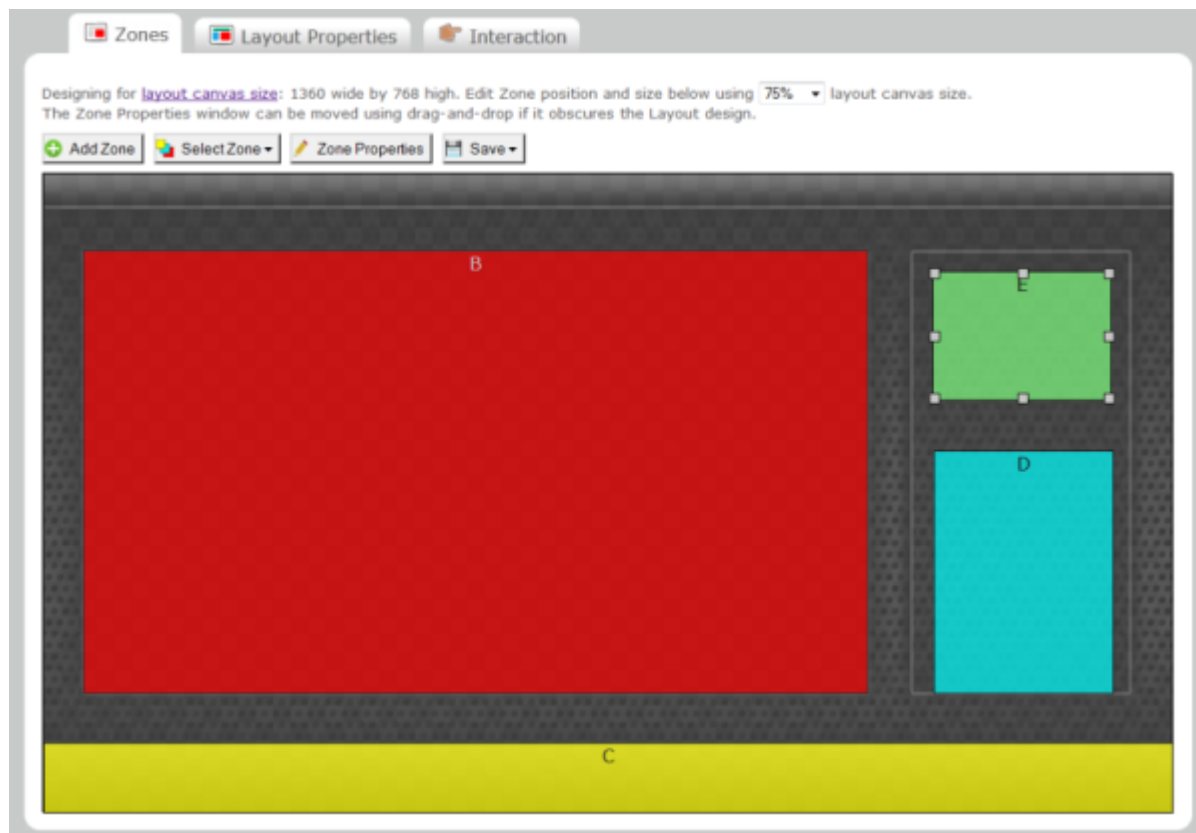 Zones Layout Properties Interaction
Designing for layout canvas size: 1360 wide by 768 high. Edit Zone position and size below using 75% layout canvas size.
The Zone Properties window can be moved using drag-and-drop if it obscures the Layout design.
Add Zone Select Zone Zone Properties Save
B
E
D
C